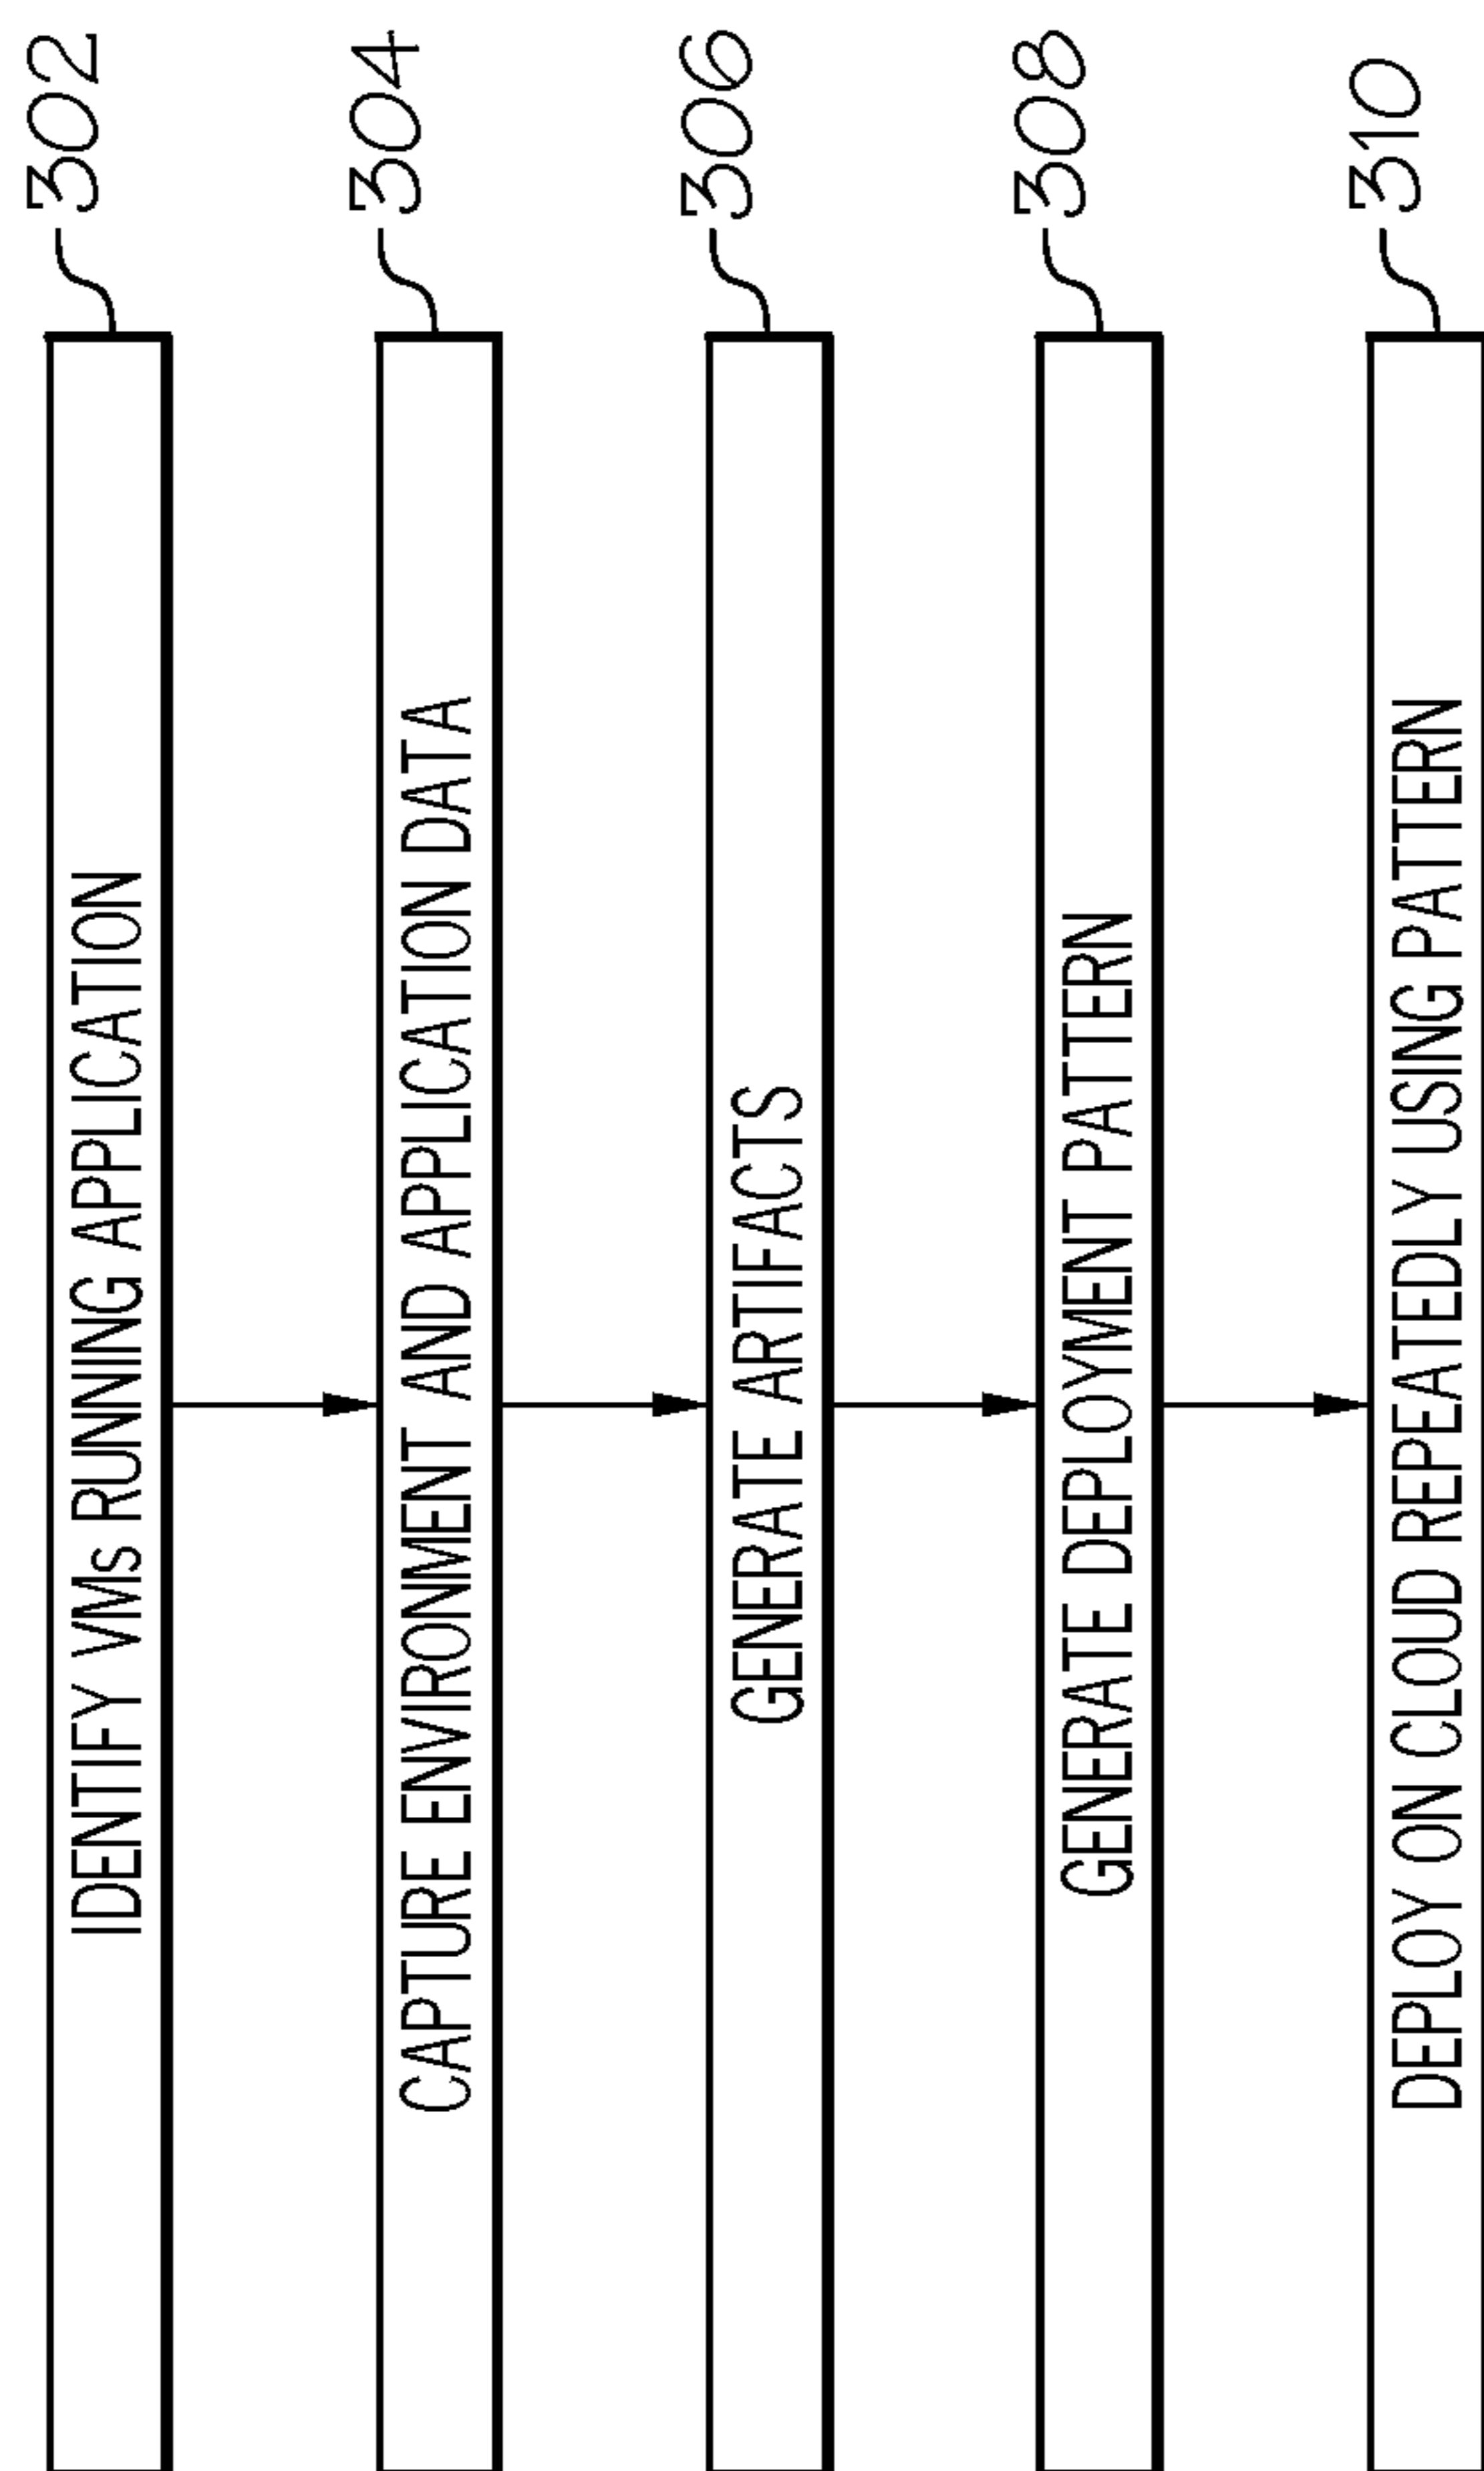 302
IDENTIFY VMs RUNNING APPLICATION
304
CAPTURE ENVIRONMENT AND APPLICATION DATA
306
GENERATE ARTIFACTS
308
GENERATE DEPLOYMENT PATTERN
310
DEPLOY ON CLOUD REPEATEDLY USING PATTERN